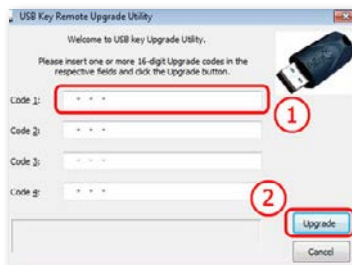 USB Key Remote Upgrade Utility
Welcome to USB key Upgrade Utility.
Please insert one or more 16-digit Upgrade codes in the
respective fields and click the Upgrade button.
Code 1:
1
Code 2:
Code 3:
Code 4:
2
Upgrade
Cancel